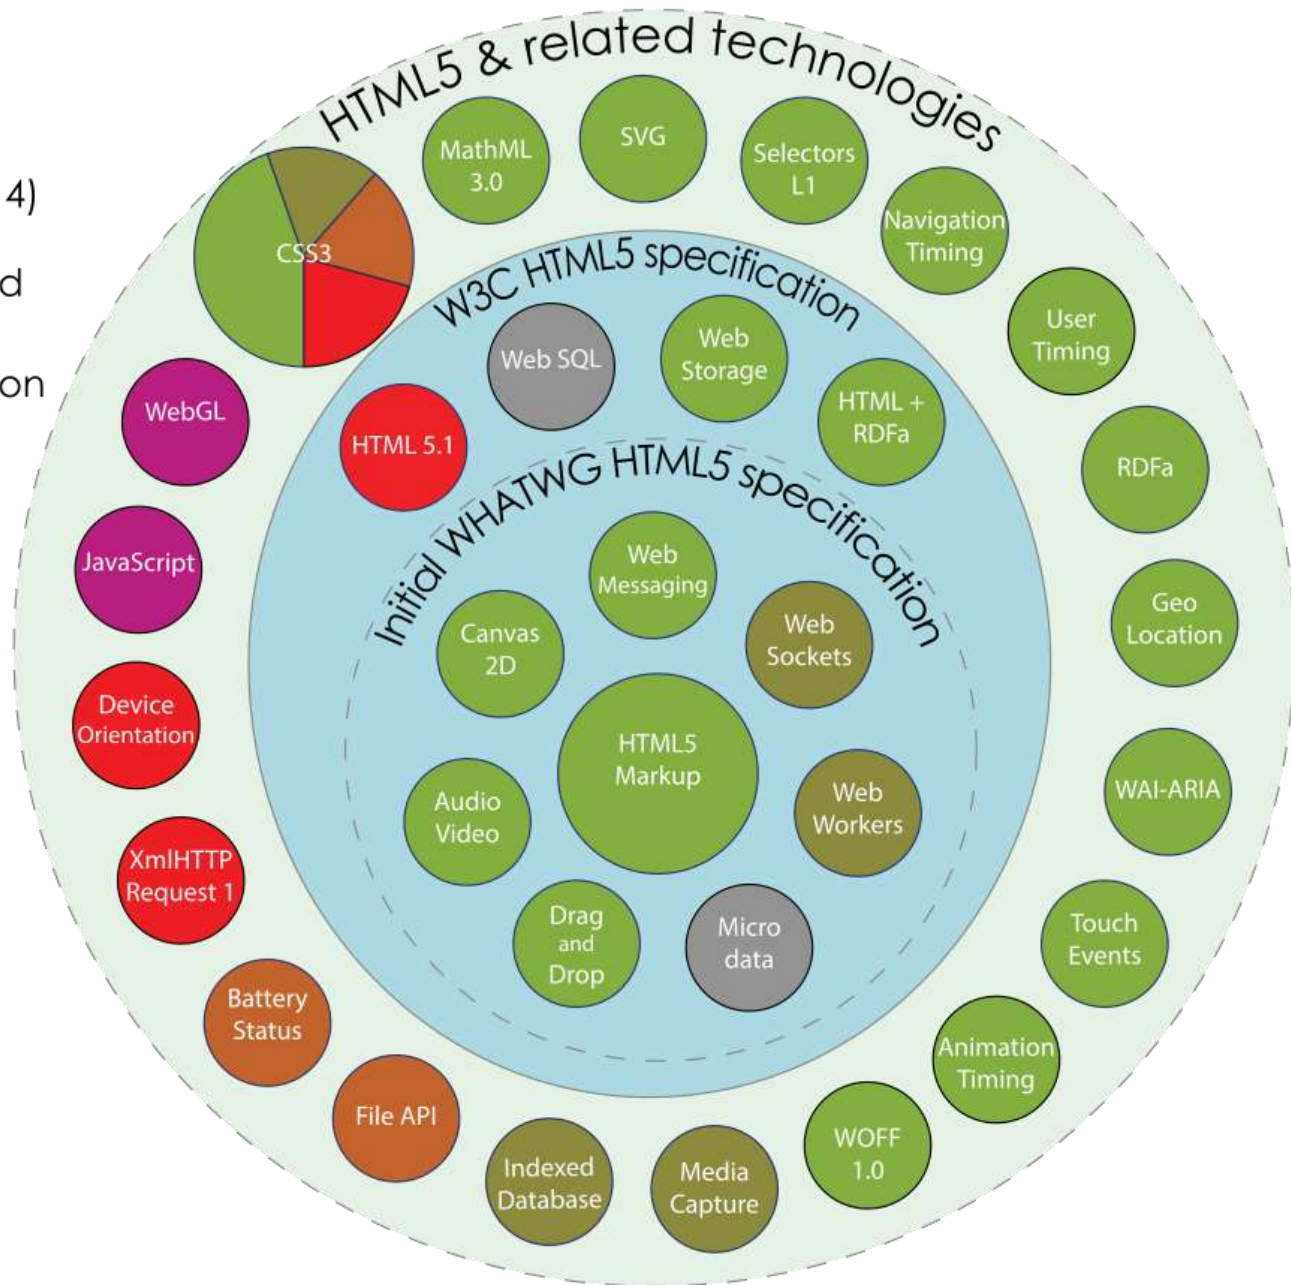 HTML5 & related technologies
4)
d
on
MathML
3.0
SVG
Selectors
L1
Navigation
Timing
CSS3
User
Timing
W3C HTML5 specification
Web SQL
Web
Storage
HTML +
RDFa
HTML 5.1
WebGL
RDFa
Initial WHATWG HTML5 specification
JavaScript
Web
Messaging
Web
Sockets
Canvas
2D
Geo
Location
Device
Orientation
HTML5
Markup
Audio
Video
Web
Workers
WAI-ARIA
XmlHTTP
Request 1
Drag
and
Drop
Micro
data
Touch
Events
Battery
Status
Animation
Timing
File API
WOFF
1.0
Indexed
Database
Media
Capture